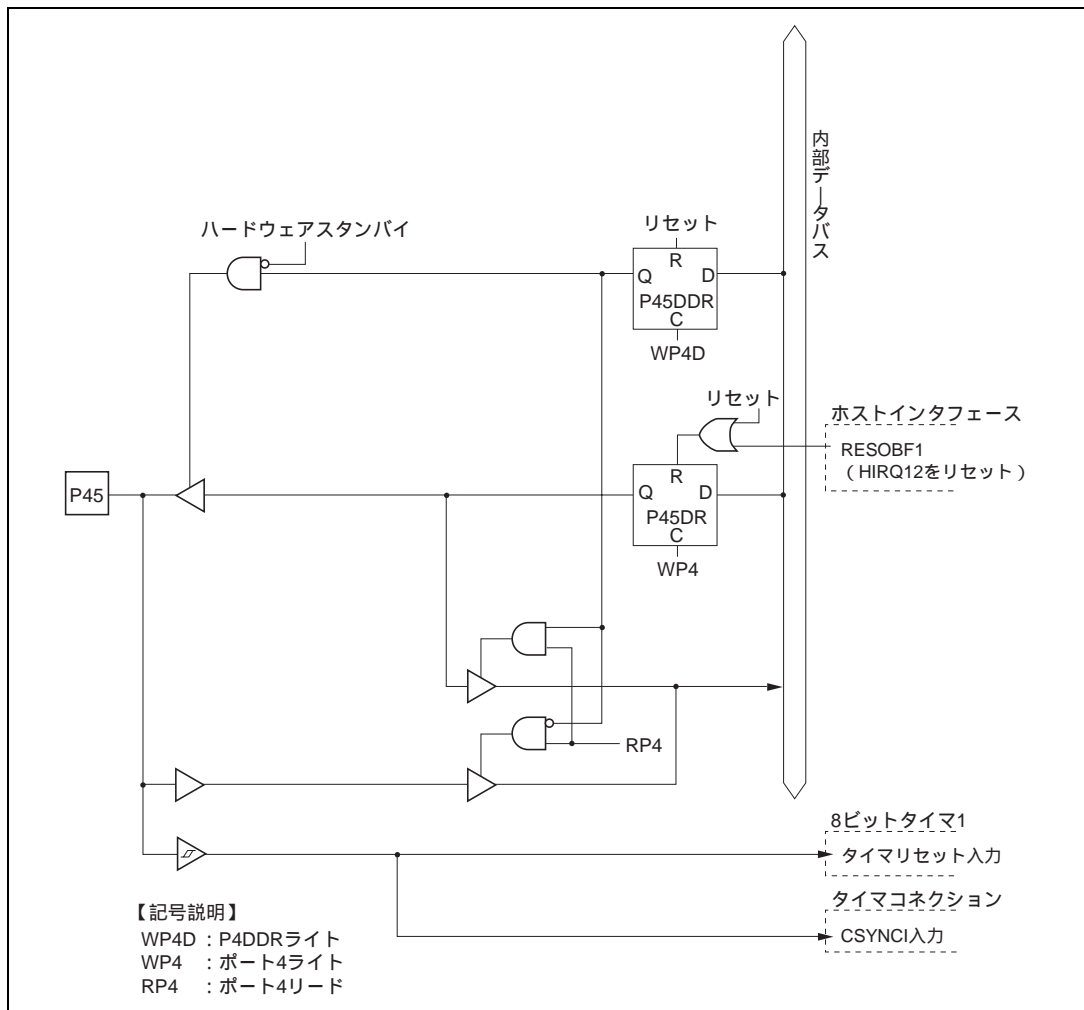 内部データバス
ハードウェアスタンバイ
リセット
R
Q D
P45DDR
C
WP4D
リセット
ホストインタフェース
RESOBF1
（HIRQ12をリセット）
R
P45
Q D
P45DR
C
WP4
RP4
8ビットタイマ1
タイマリセット入力
タイマコネクション
CSYNCI入力
【記号説明】
WP4D：P4DDRライト
WP4 ：ポート4ライト
RP4 ：ポート4リード